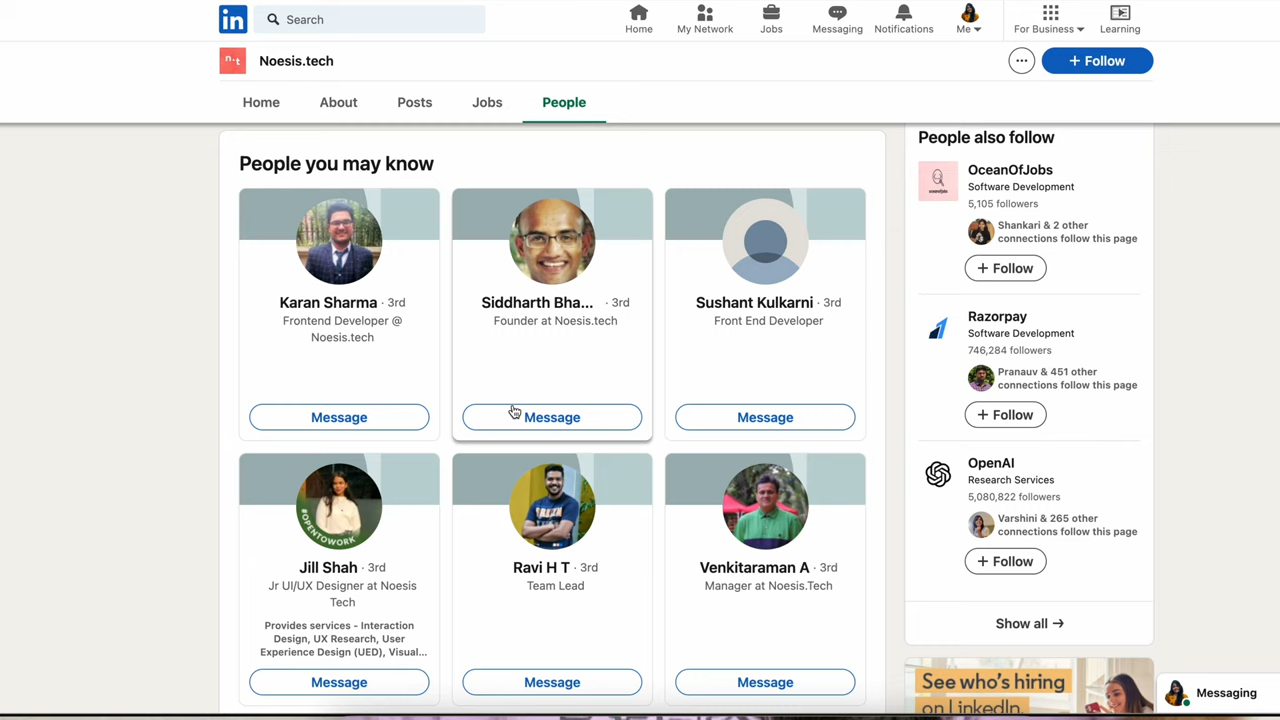 in
Search
Home
My Network
Jobs
Messaging
Notifications
Me
For Business
Learning
n-t
Noesis.tech
+ Follow
Home
About
Posts
Jobs
People
People you may know
Karan Sharma · 3rd
Frontend Developer @
Noesis.tech
Message
Siddharth Bha... · 3rd
Founder at Noesis.tech
Message
Sushant Kulkarni · 3rd
Front End Developer
Message
#OPENTOWORK
Jill Shah · 3rd
Jr UI/UX Designer at Noesis
Tech
Provides services - Interaction
Design, UX Research, User
Experience Design (UED), Visual...
Message
Ravi H T · 3rd
Team Lead
Message
Venkitaraman A · 3rd
Manager at Noesis.Tech
Message
People also follow
OceanOfJobs
Software Development
5,105 followers
Shankari & 2 other
connections follow this page
+ Follow
Razorpay
Software Development
746,284 followers
Pranauv & 451 other
connections follow this page
+ Follow
OpenAI
Research Services
5,080,822 followers
Varshini & 265 other
connections follow this page
+ Follow
Show all →
See who's hiring
on LinkedIn.
Messaging